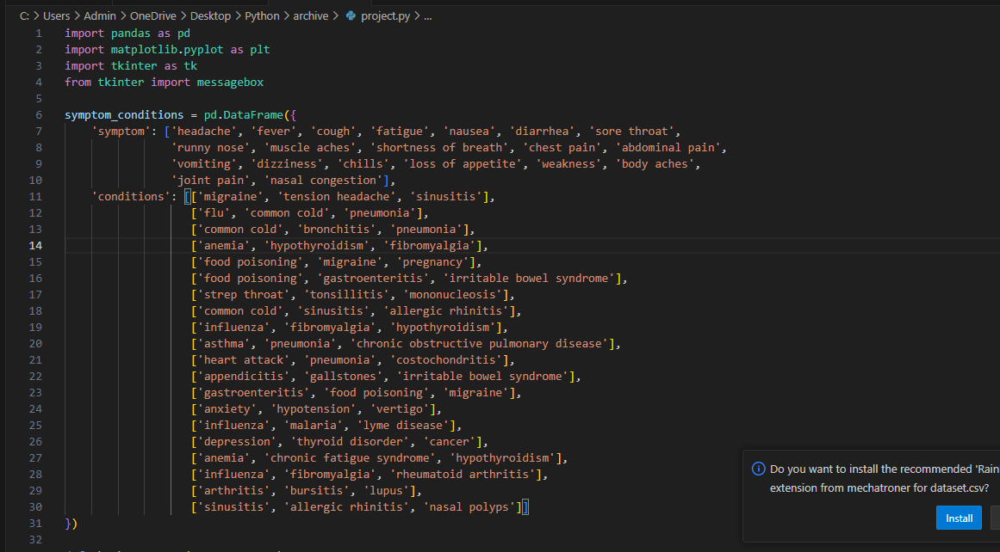 C: > Users > Admin > OneDrive > Desktop > Python > archive > project.py > ...
1 import pandas as pd
2 import matplotlib.pyplot as plt
3 import tkinter as tk
4 from tkinter import messagebox
5
6 symptom_conditions = pd.DataFrame({
7     'symptom': ['headache', 'fever', 'cough', 'fatigue', 'nausea', 'diarrhea', 'sore throat',
8                 'runny nose', 'muscle aches', 'shortness of breath', 'chest pain', 'abdominal pain',
9                 'vomiting', 'dizziness', 'chills', 'loss of appetite', 'weakness', 'body aches',
10                 'joint pain', 'nasal congestion'],
11     'conditions': [['migraine', 'tension headache', 'sinusitis'],
12                    ['flu', 'common cold', 'pneumonia'],
13                    ['common cold', 'bronchitis', 'pneumonia'],
14                    ['anemia', 'hypothyroidism', 'fibromyalgia'],
15                    ['food poisoning', 'migraine', 'pregnancy'],
16                    ['food poisoning', 'gastroenteritis', 'irritable bowel syndrome'],
17                    ['strep throat', 'tonsillitis', 'mononucleosis'],
18                    ['common cold', 'sinusitis', 'allergic rhinitis'],
19                    ['influenza', 'fibromyalgia', 'hypothyroidism'],
20                    ['asthma', 'pneumonia', 'chronic obstructive pulmonary disease'],
21                    ['heart attack', 'pneumonia', 'costochondritis'],
22                    ['appendicitis', 'gallstones', 'irritable bowel syndrome'],
23                    ['gastroenteritis', 'food poisoning', 'migraine'],
24                    ['anxiety', 'hypotension', 'vertigo'],
25                    ['influenza', 'malaria', 'lyme disease'],
26                    ['depression', 'thyroid disorder', 'cancer'],
27                    ['anemia', 'chronic fatigue syndrome', 'hypothyroidism'],
28                    ['influenza', 'fibromyalgia', 'rheumatoid arthritis'],
29                    ['arthritis', 'bursitis', 'lupus'],
30                    ['sinusitis', 'allergic rhinitis', 'nasal polyps']]
31 })
32
Do you want to install the recommended 'Rain
extension from mechatroner for dataset.csv?
Install